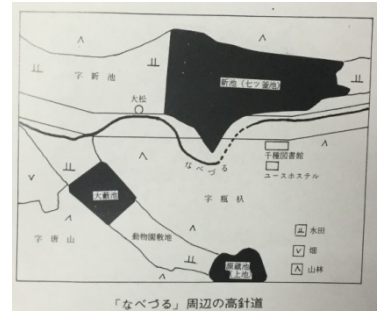 新池（七ツ釜池）
字新池
大松
なべづる
千種図書館
ユースホステル
大藪池
字瓶杁
字唐山
動物園敷地
原蔵池
（上池）
水田
畑
山林
「なべづる」周辺の高針道